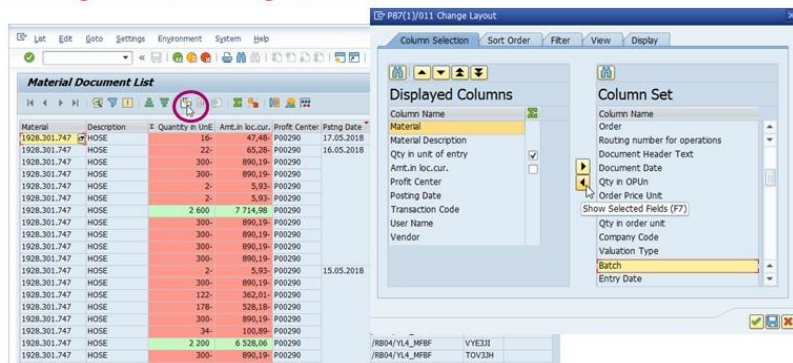 List Edit Goto Settings Environment System Help
Material Document List
Material Description Σ Quantity in UnE Amt.in loc.cur. Profit Center Pstng Date
1928.301.747 HOSE 16- 47,48- P00290 17.05.2018
1928.301.747 HOSE 22- 65,28- P00290 16.05.2018
1928.301.747 HOSE 300- 890,19- P00290
1928.301.747 HOSE 300- 890,19- P00290
1928.301.747 HOSE 2- 5,93- P00290
1928.301.747 HOSE 2- 5,93- P00290
1928.301.747 HOSE 2 600 7 714,98 P00290
1928.301.747 HOSE 300- 890,19- P00290
1928.301.747 HOSE 300- 890,19- P00290
1928.301.747 HOSE 300- 890,19- P00290
1928.301.747 HOSE 2- 5,93- P00290 15.05.2018
1928.301.747 HOSE 300- 890,19- P00290
1928.301.747 HOSE 122- 362,01- P00290
1928.301.747 HOSE 178- 528,18- P00290
1928.301.747 HOSE 300- 890,19- P00290
1928.301.747 HOSE 34- 100,89- P00290
1928.301.747 HOSE 2 200 6 528,06 P00290 /RB04/YL4_MFBF VYE3JI
1928.301.747 HOSE 300- 890,19- P00290 /RB04/YL4_MFBF TOV3JH
P87(1)/011 Change Layout
Column Selection Sort Order Filter View Display
Displayed Columns
Column Name
Material
Material Description
Qty in unit of entry
Amt.in loc.cur.
Profit Center
Posting Date
Transaction Code
User Name
Vendor
Column Set
Column Name
Order
Routing number for operations
Document Header Text
Document Date
Qty in OPUn
Order Price Unit
Show Selected Fields (F7)
Qty in order unit
Company Code
Valuation Type
Batch
Entry Date